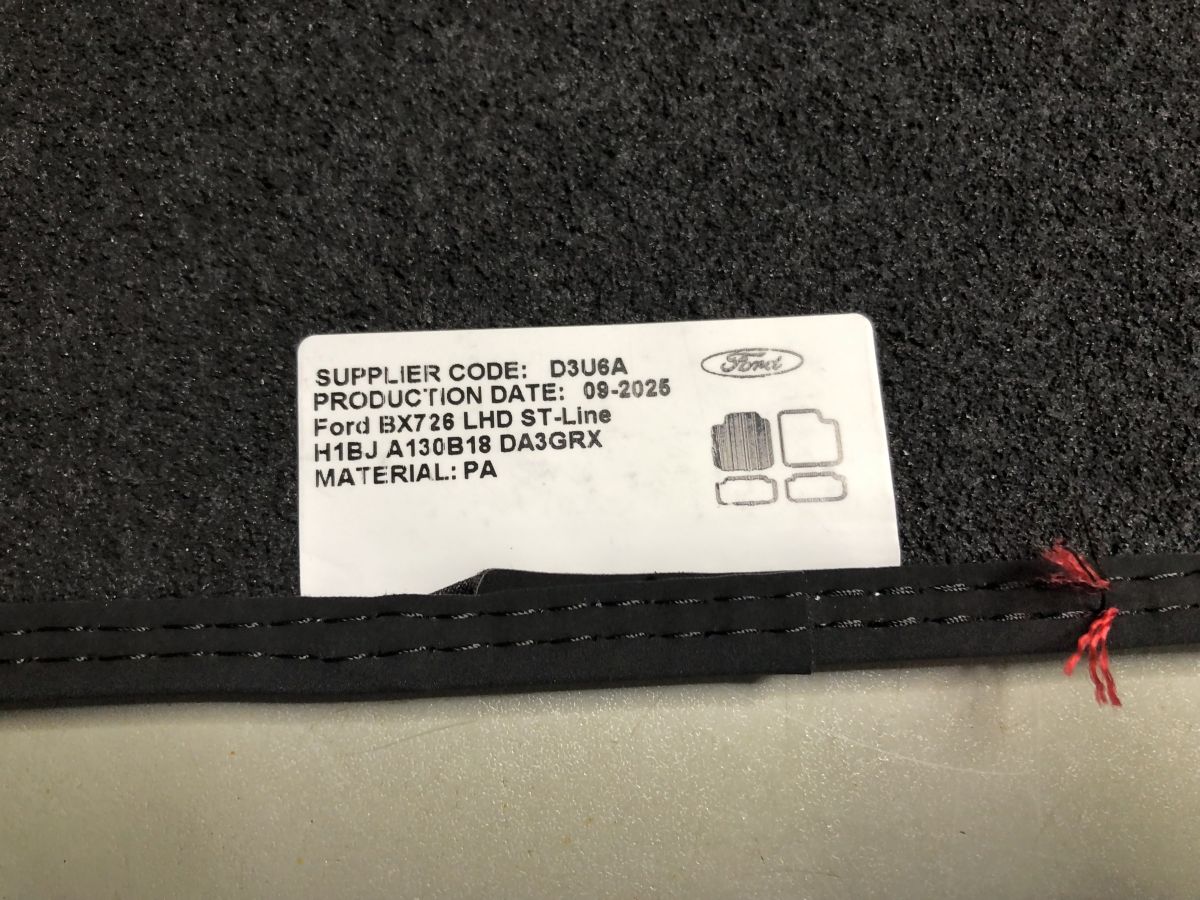 SUPPLIER CODE: D3U6A
Ford
PRODUCTION DATE: 09-2025
Ford BX726 LHD ST-Line
H1BJ A130B18 DA3GRX
MATERIAL: PA